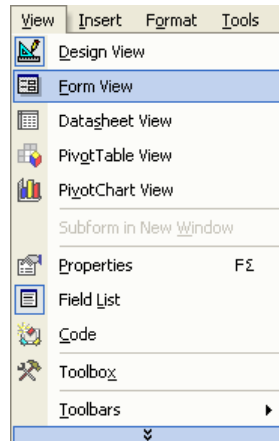 View Insert Format Tools
Design View
Form View
Datasheet View
PivotTable View
PivotChart View
Subform in New Window
Properties FΣ
Field List
Code
Toolbox
Toolbars